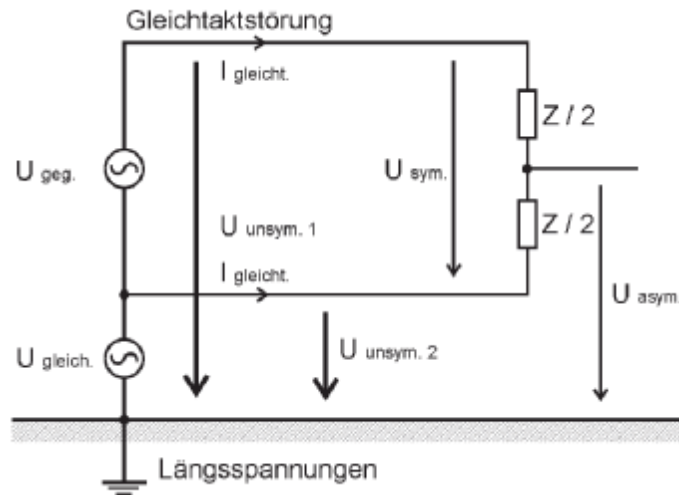 Gleichtaktstörung
I gleicht.
Z / 2
U geg.
U sym.
U unsym. 1
Z / 2
I gleicht.
U asym.
U gleich.
U unsym. 2
Längsspannungen